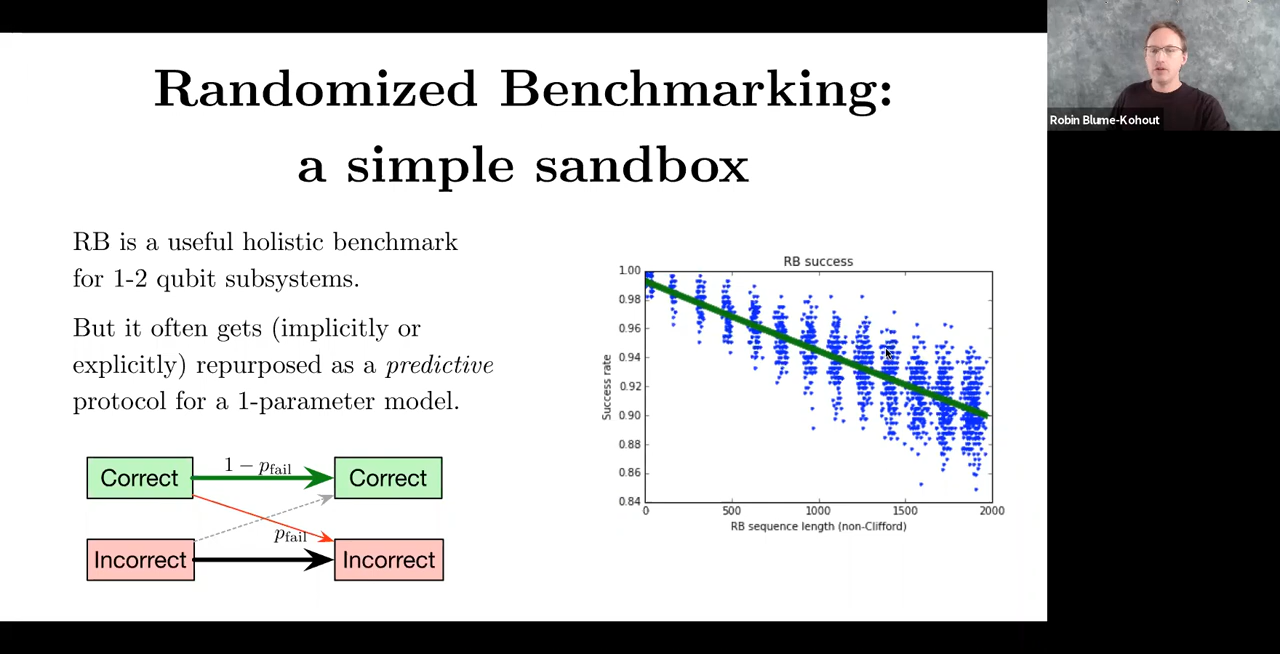 Randomized Benchmarking:
a simple sandbox
RB is a useful holistic benchmark
for 1-2 qubit subsystems.
But it often gets (implicitly or
explicitly) repurposed as a predictive
protocol for a 1-parameter model.
Correct
1 − pfail
Correct
pfail
Incorrect
Incorrect
RB success
1.00
0.98
0.96
0.94
0.92
0.90
0.88
0.86
0.84
Success rate
0
500
1000
1500
2000
RB sequence length (non-Clifford)
Robin Blume-Kohout